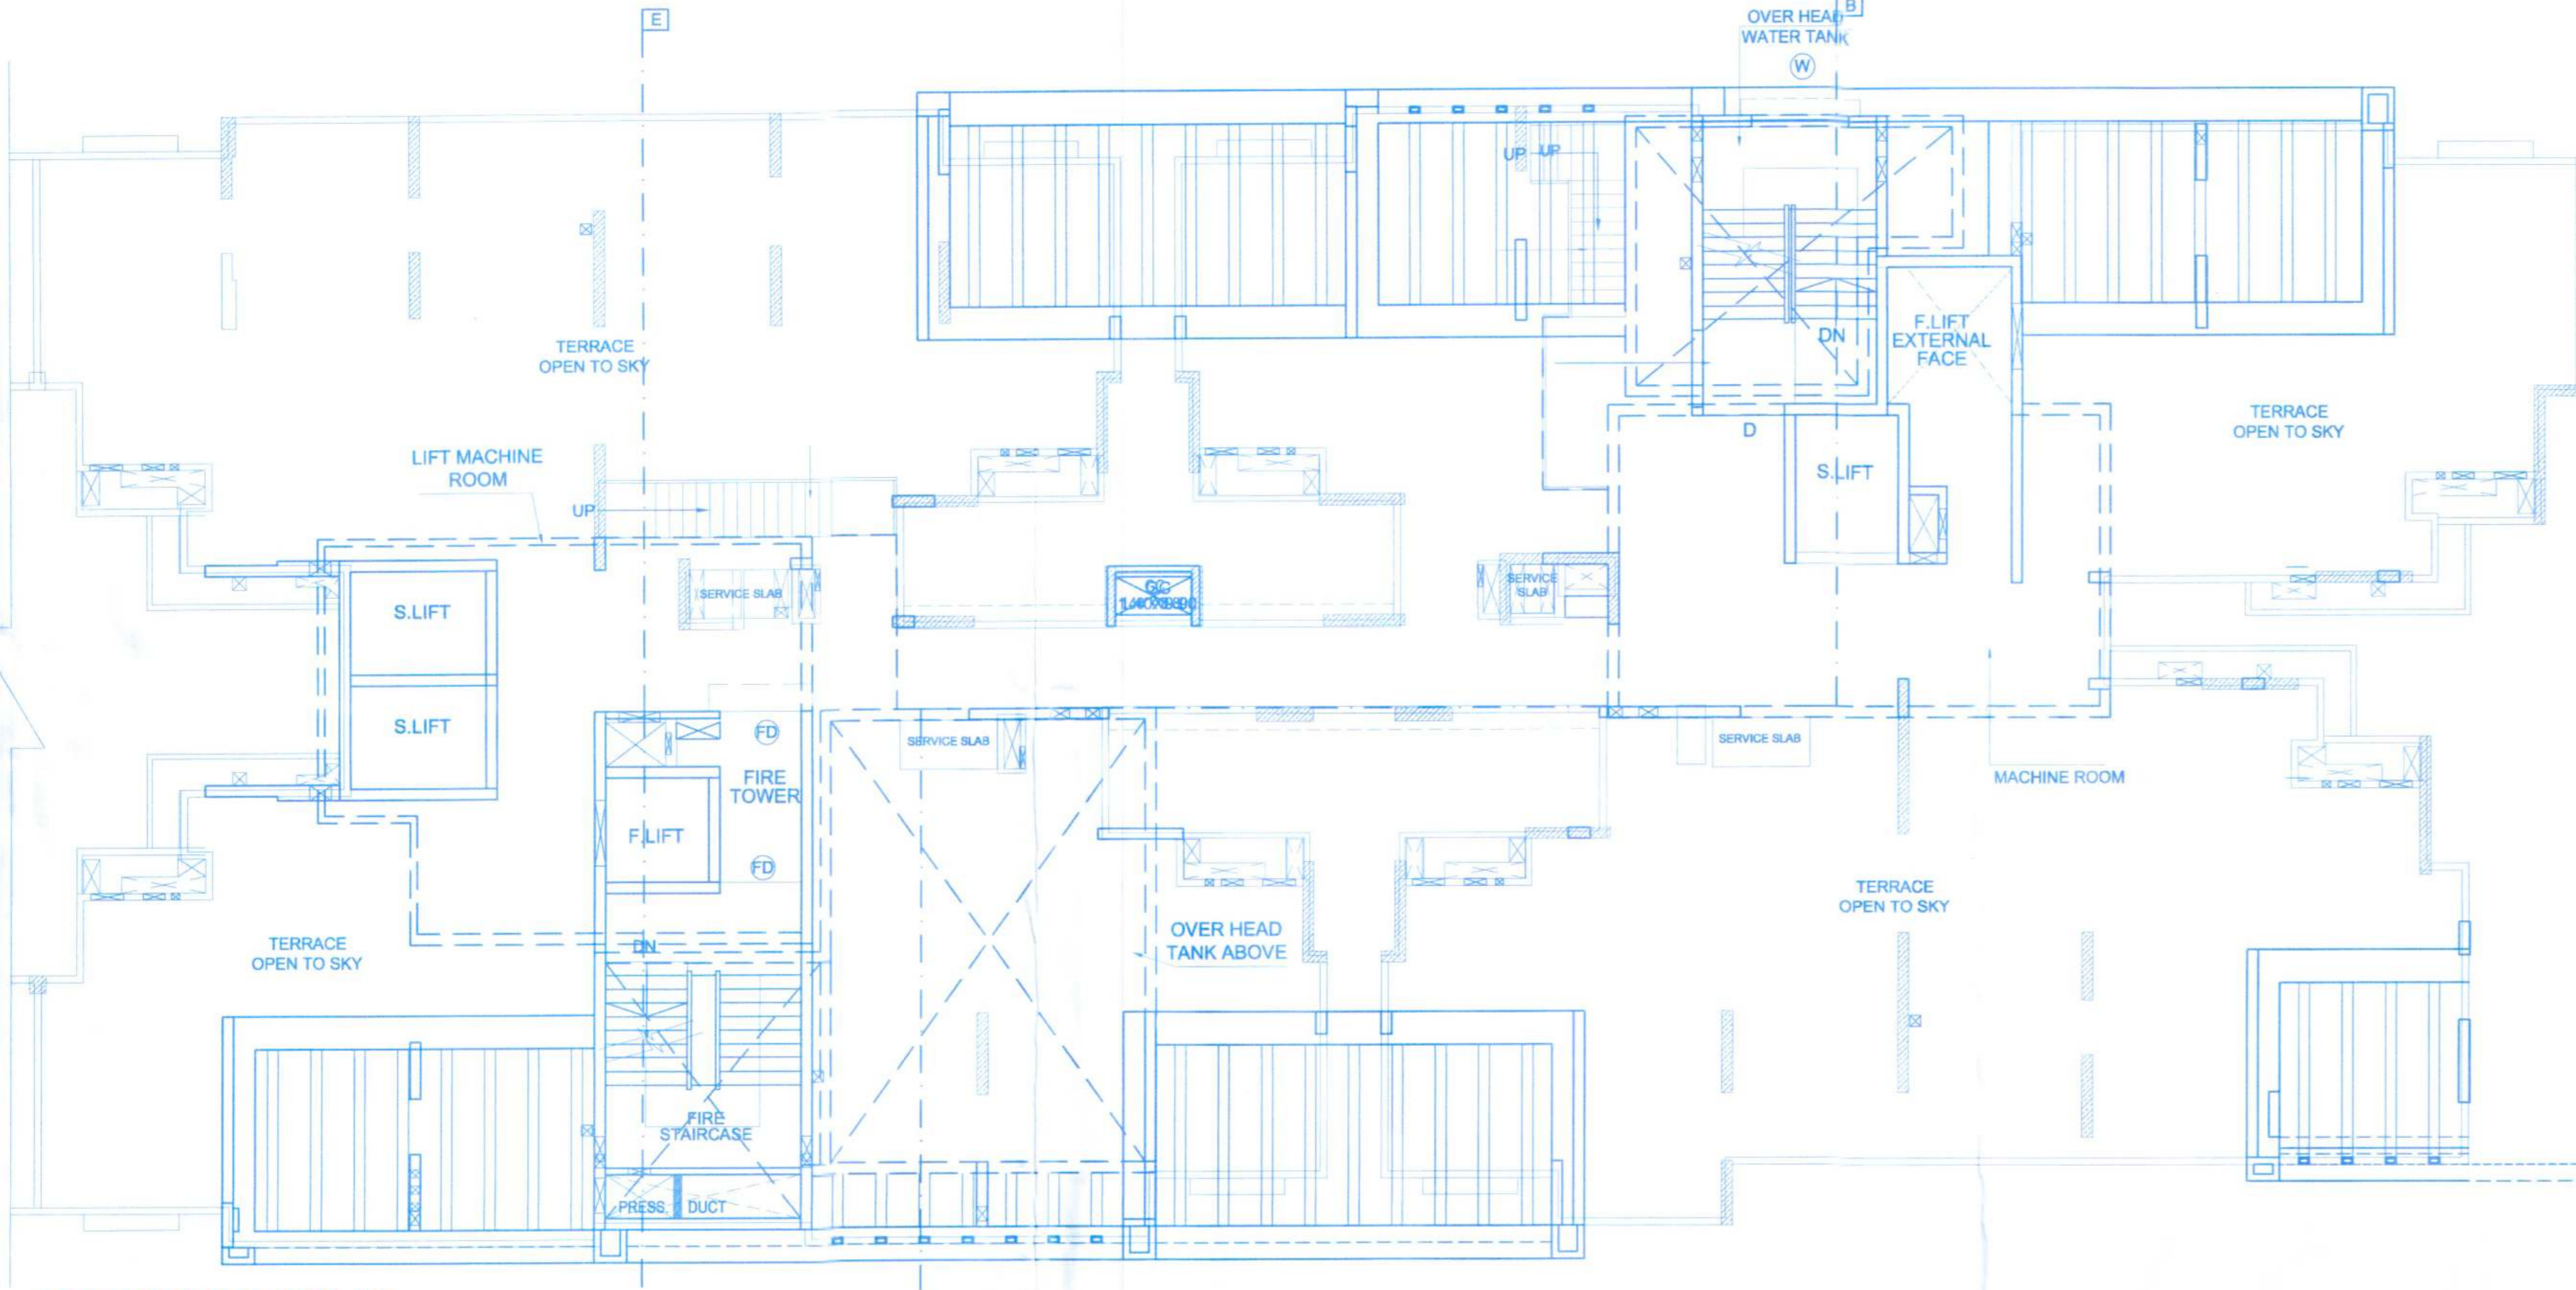 E
B
OVER HEAD
WATER TANK
W
UP UP
TERRACE
OPEN TO SKY
DN
F.LIFT
EXTERNAL
FACE
TERRACE
OPEN TO SKY
LIFT MACHINE
ROOM
D
S.LIFT
UP
S.LIFT
SERVICE SLAB
SERVICE
SLAB
S.LIFT
FD
SERVICE SLAB
SERVICE SLAB
FIRE
TOWER
MACHINE ROOM
F.LIFT
FD
TERRACE
OPEN TO SKY
OVER HEAD
TANK ABOVE
TERRACE
OPEN TO SKY
DN
FIRE
STAIRCASE
PRESS. DUCT